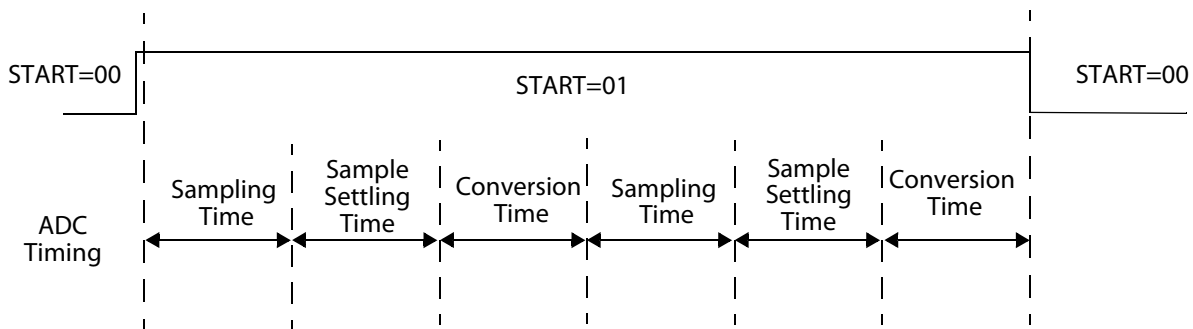 START=00
START=01
START=00
ADC
Timing
Sampling
Time
Sample
Settling
Time
Conversion
Time
Sampling
Time
Sample
Settling
Time
Conversion
Time